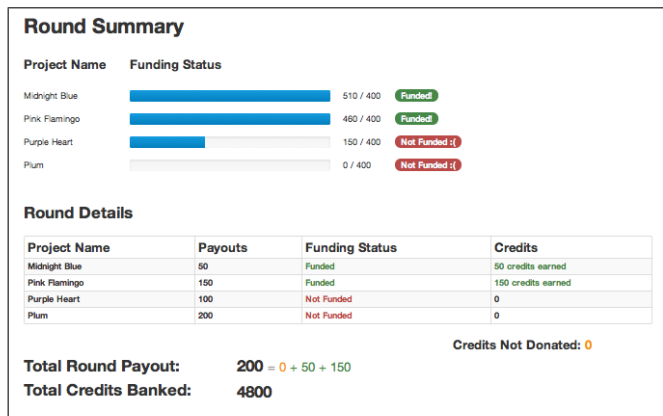 Round Summary
Project Name Funding Status
Midnight Blue 510 / 400 Funded!
Pink Flamingo 460 / 400 Funded!
Purple Heart 150 / 400 Not Funded :(
Plum 0 / 400 Not Funded :(
Round Details
Project Name Payouts Funding Status Credits
Midnight Blue 50 Funded 50 credits earned
Pink Flamingo 150 Funded 150 credits earned
Purple Heart 100 Not Funded 0
Plum 200 Not Funded 0
Credits Not Donated: 0
Total Round Payout: 200 = 0 + 50 + 150
Total Credits Banked: 4800